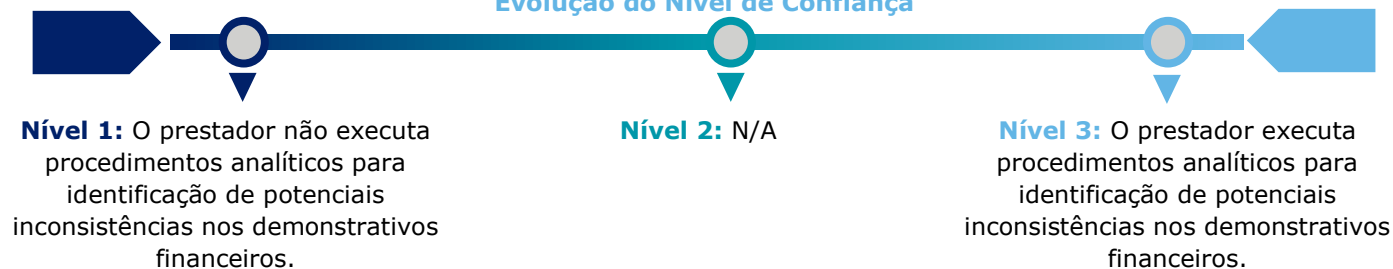 Evolução do Nível de Confiança
Nível 1: O prestador não executa
procedimentos analíticos para
identificação de potenciais
inconsistências nos demonstrativos
financeiros.
Nível 2: N/A
Nível 3: O prestador executa
procedimentos analíticos para
identificação de potenciais
inconsistências nos demonstrativos
financeiros.